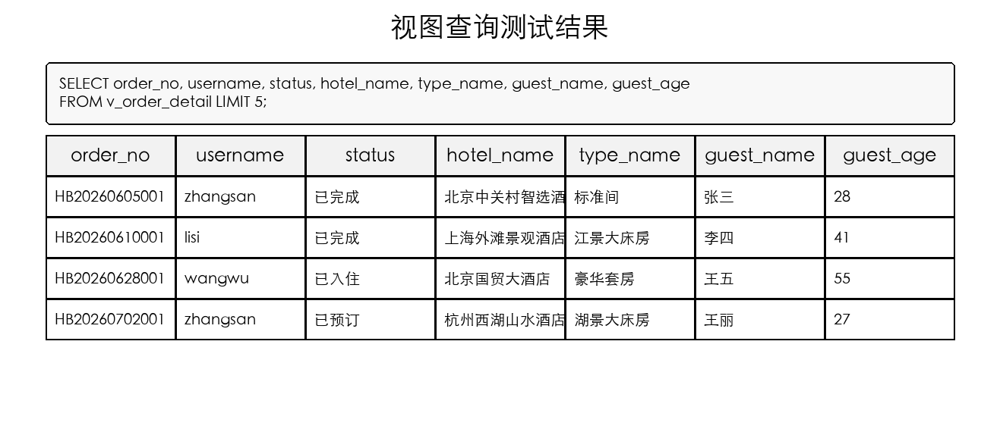 视图查询测试结果
SELECT order_no, username, status, hotel_name, type_name, guest_name, guest_age
FROM v_order_detail LIMIT 5;
order_no username status hotel_name type_name guest_name guest_age
HB20260605001 zhangsan 已完成 北京中关村智选酒 标准间 张三 28
HB20260610001 lisi 已完成 上海外滩景观酒店 江景大床房 李四 41
HB20260628001 wangwu 已入住 北京国贸大酒店 豪华套房 王五 55
HB20260702001 zhangsan 已预订 杭州西湖山水酒店 湖景大床房 王丽 27